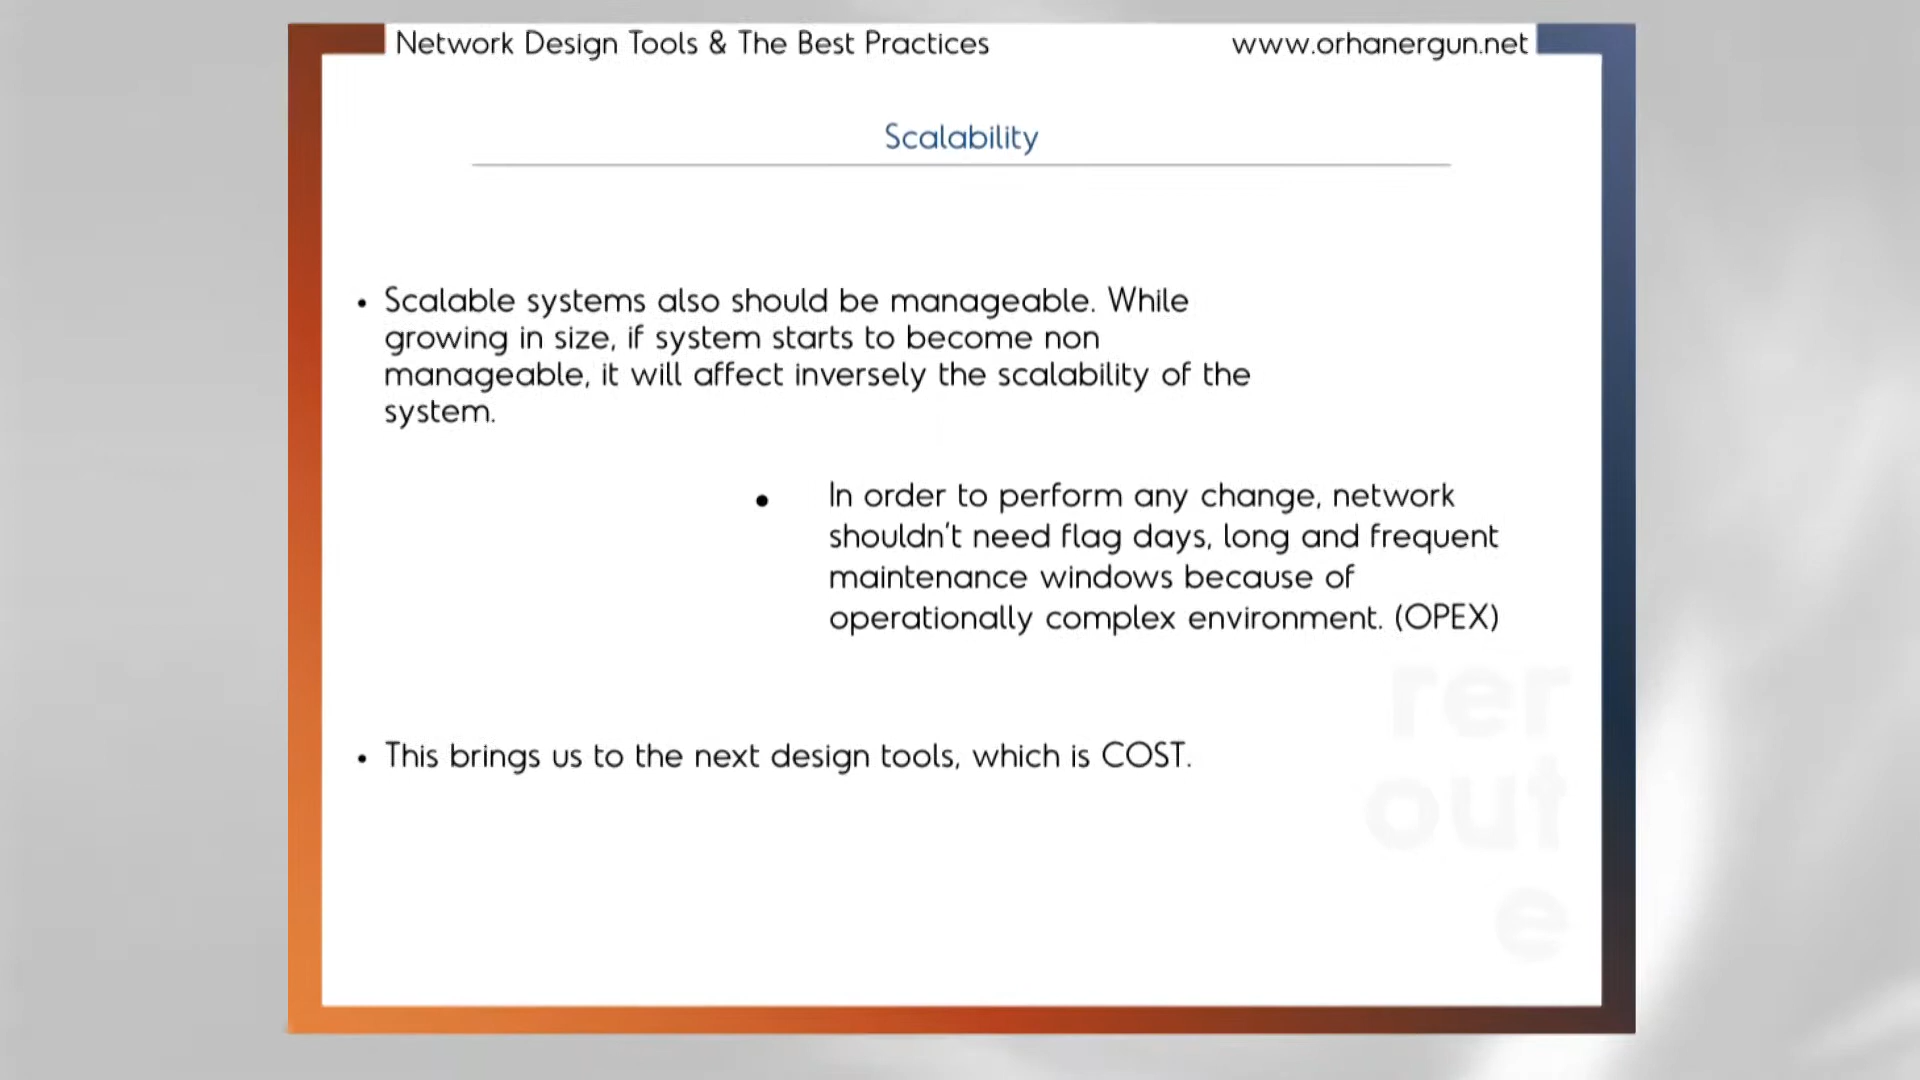 Network Design Tools & The Best Practices
www.orhanergun.net
Scalability
• Scalable systems also should be manageable. While
growing in size, if system starts to become non
manageable, it will affect inversely the scalability of the
system.
• In order to perform any change, network
shouldn't need flag days, long and frequent
maintenance windows because of
operationally complex environment. (OPEX)
• This brings us to the next design tools, which is COST.
rer
out
e